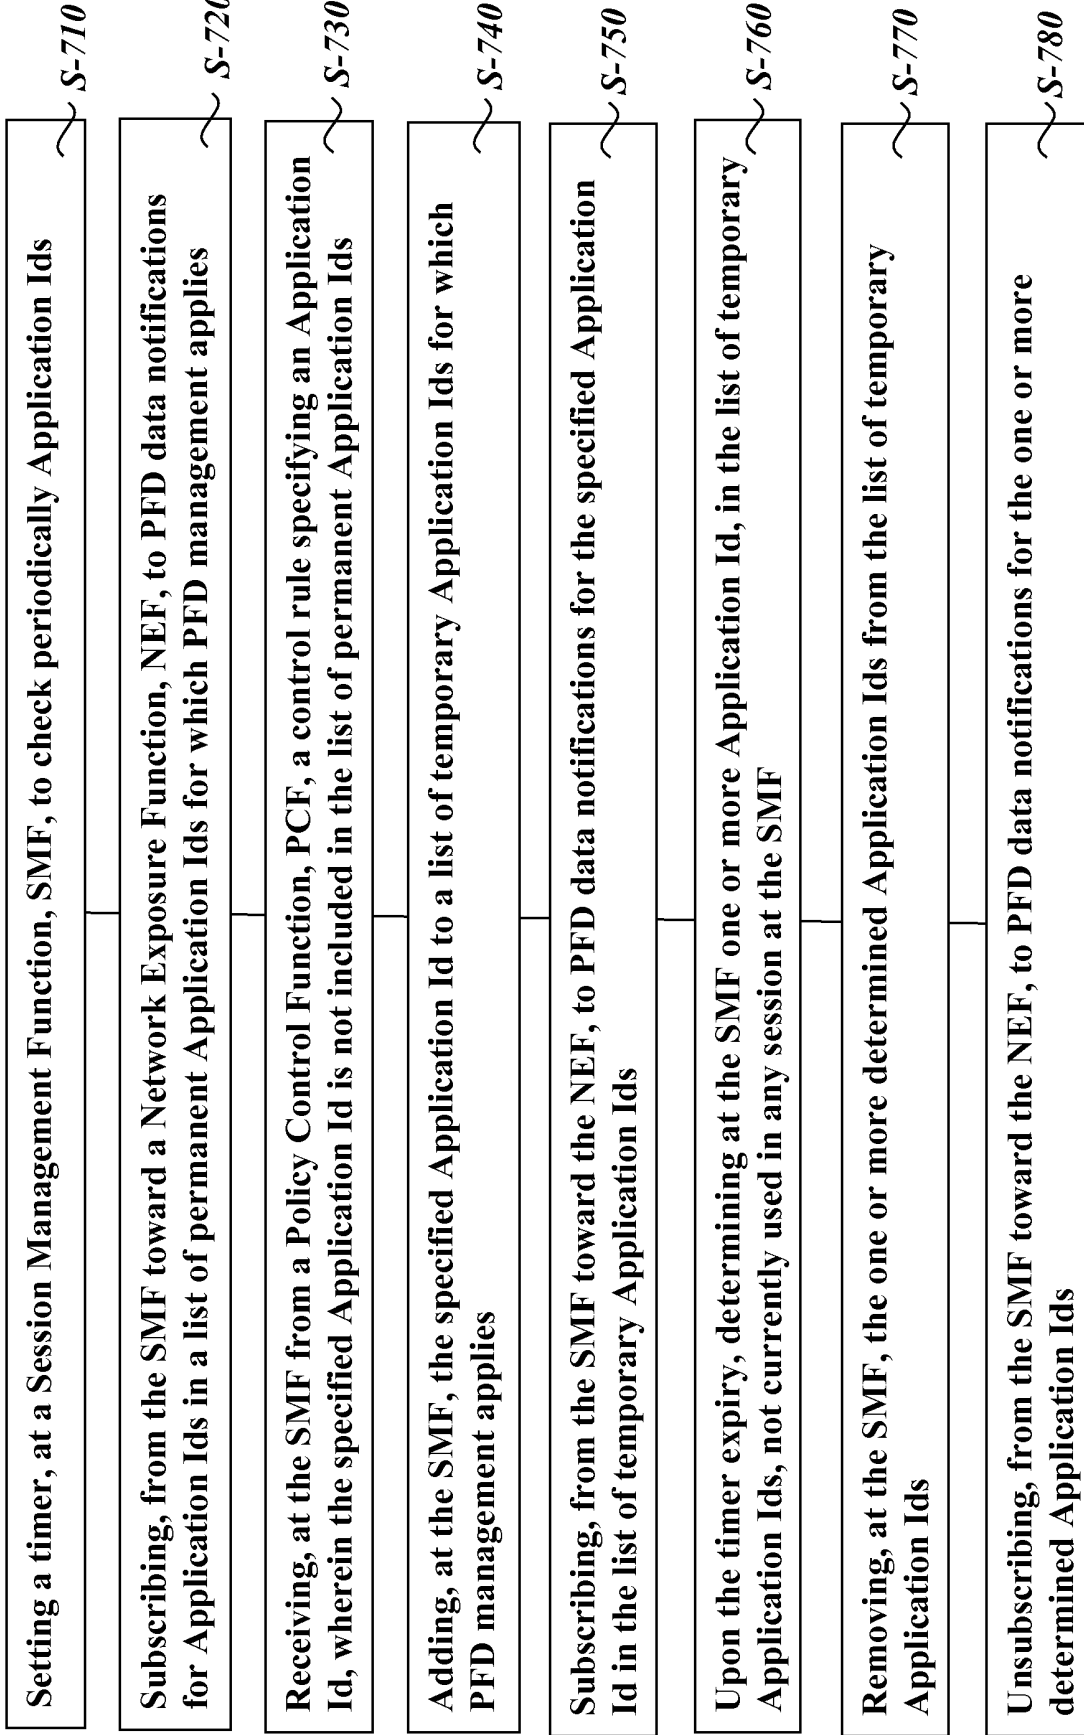 Setting a timer, at a Session Management Function, SMF, to check periodically Application Ids
S-710
Subscribing, from the SMF toward a Network Exposure Function, NEF, to PFD data notifications
for Application Ids in a list of permanent Application Ids for which PFD management applies
S-720
Receiving, at the SMF from a Policy Control Function, PCF, a control rule specifying an Application
Id, wherein the specified Application Id is not included in the list of permanent Application Ids
S-730
Adding, at the SMF, the specified Application Id to a list of temporary Application Ids for which
PFD management applies
S-740
Subscribing, from the SMF toward the NEF, to PFD data notifications for the specified Application
Id in the list of temporary Application Ids
S-750
Upon the timer expiry, determining at the SMF one or more Application Id, in the list of temporary
Application Ids, not currently used in any session at the SMF
S-760
Removing, at the SMF, the one or more determined Application Ids from the list of temporary
Application Ids
S-770
Unsubscribing, from the SMF toward the NEF, to PFD data notifications for the one or more
determined Application Ids
S-780